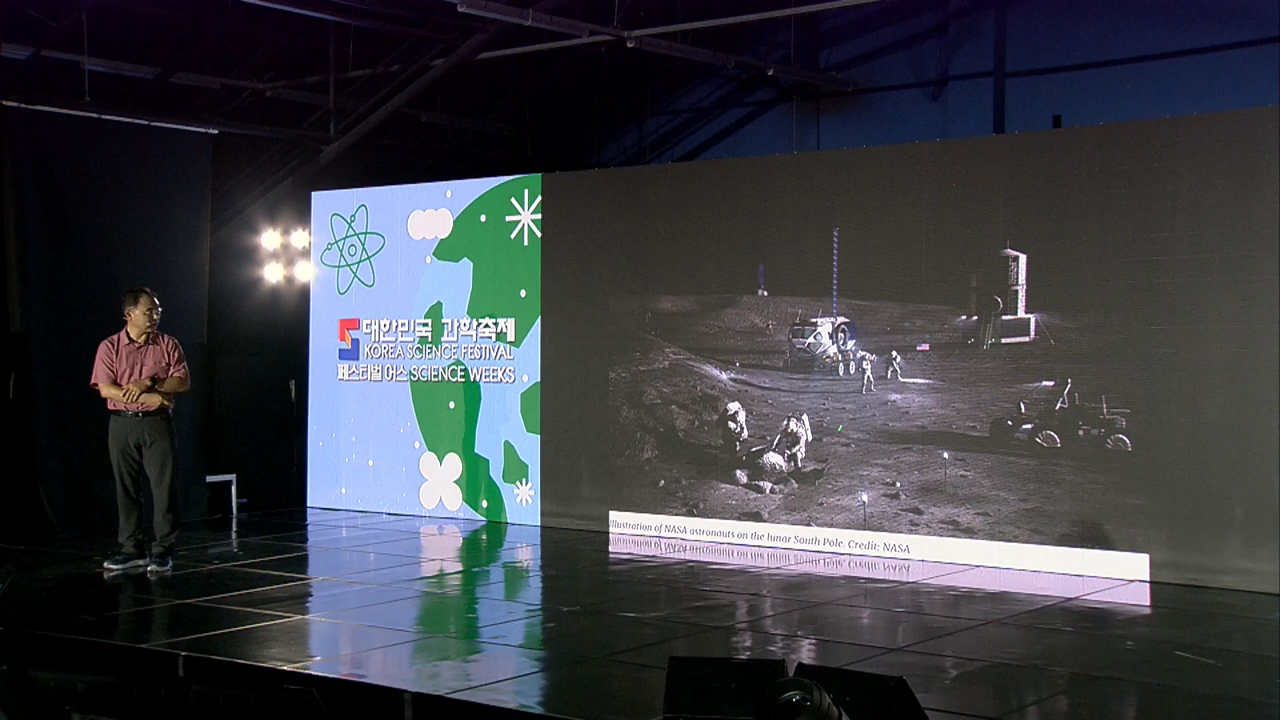 대한민국 과학축제
KOREA SCIENCE FESTIVAL
페스티벌 어스 SCIENCE WEEKS
Illustration of NASA astronauts on the lunar South Pole. Credit: NASA